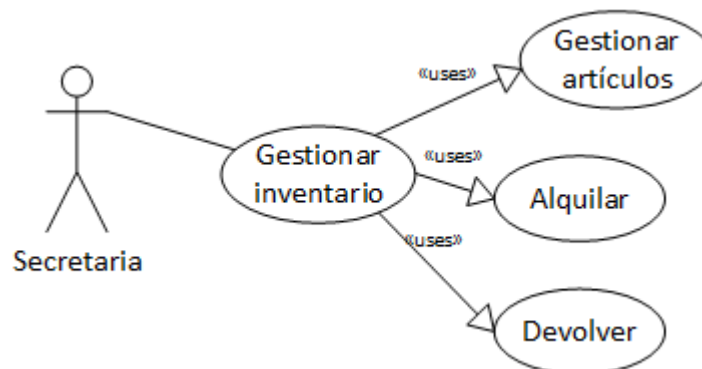 Gestionar
artículos
«uses»
«uses»
Gestionar
inventario
Alquilar
«uses»
Secretaria
Devolver